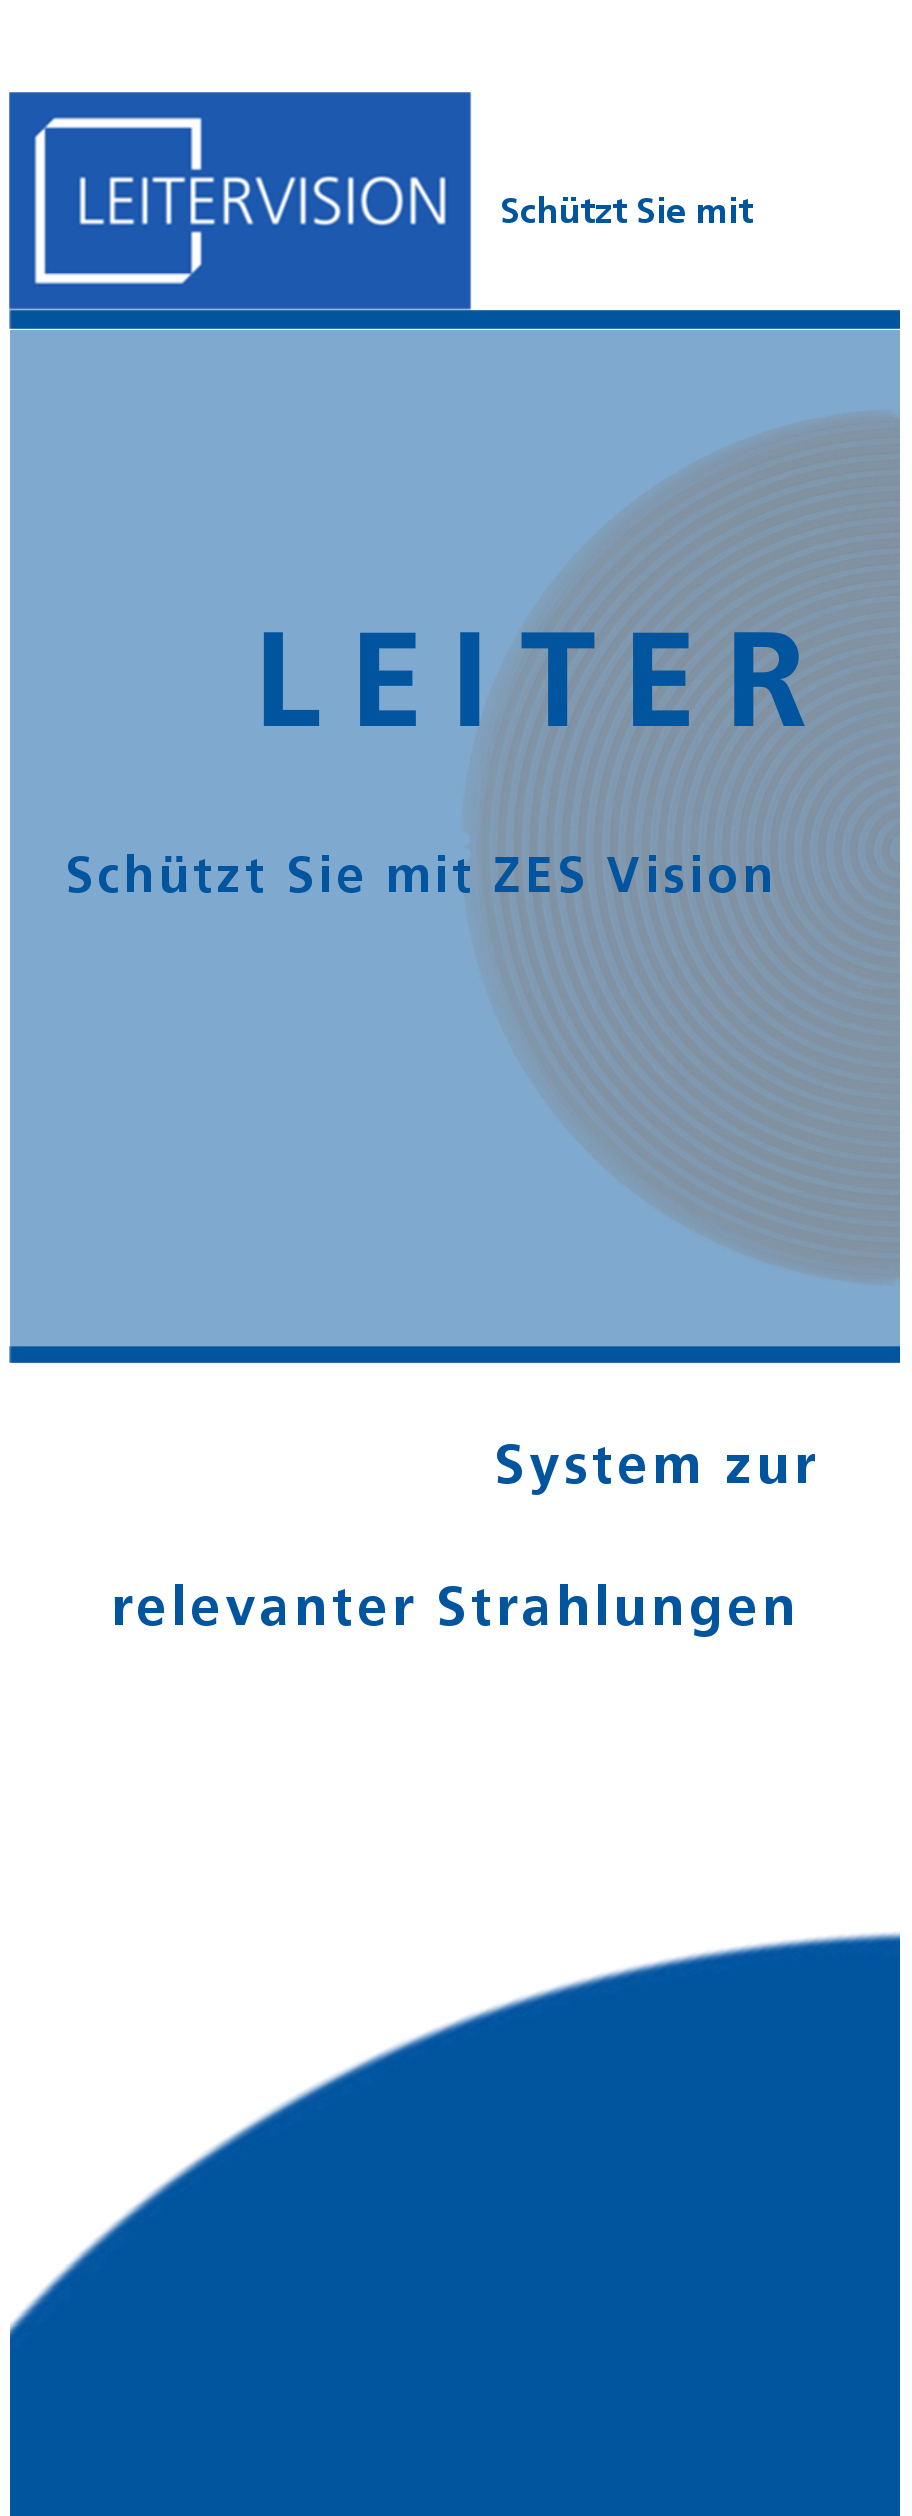 LEITERVISION
Schützt Sie mit
LEITER
Schützt Sie mit ZES Vision
System zur
relevanter Strahlungen